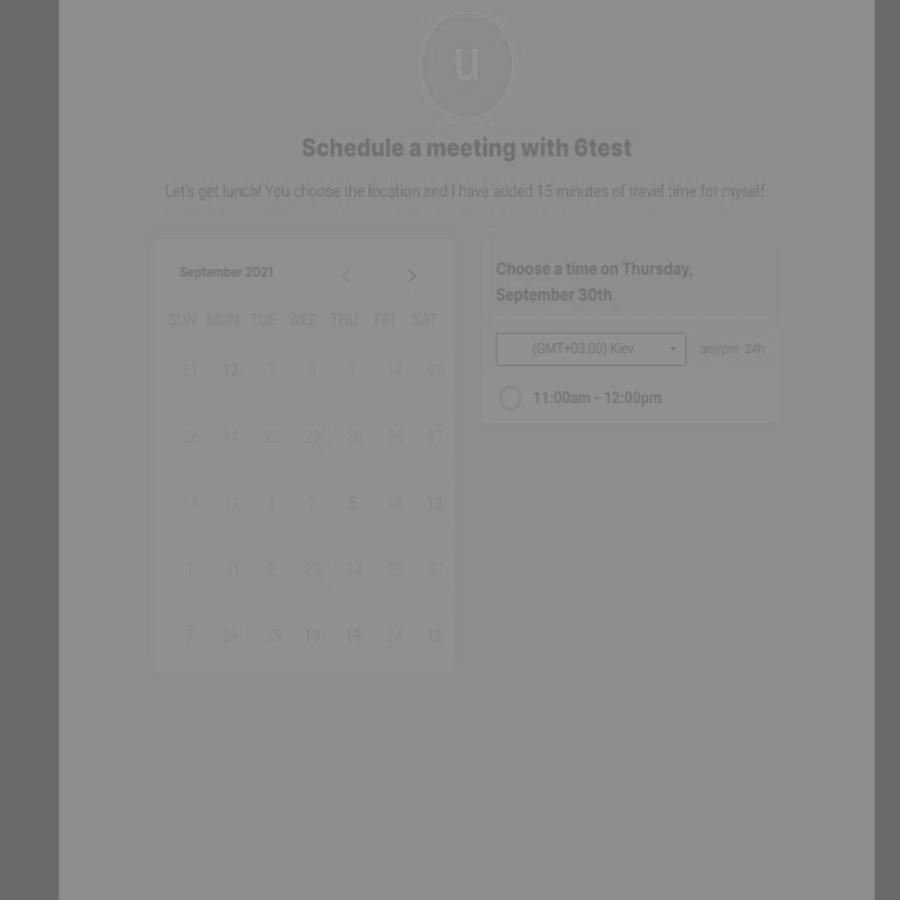 u
Schedule a meeting with 6test
Let's get lunch! You choose the location and I have added 15 minutes of travel time for myself.
September 2021
SUN MON TUE WED THU FRI SAT
21 12 7 6 1 14 20
26 14 22 29 30 26 17
14 11 1 7 5 14 12
1 31 2 29 24 20 27
7 29 25 19 19 24 12
Choose a time on Thursday,
September 30th
(GMT+03:00) Kiev am/pm 24h
11:00am - 12:00pm